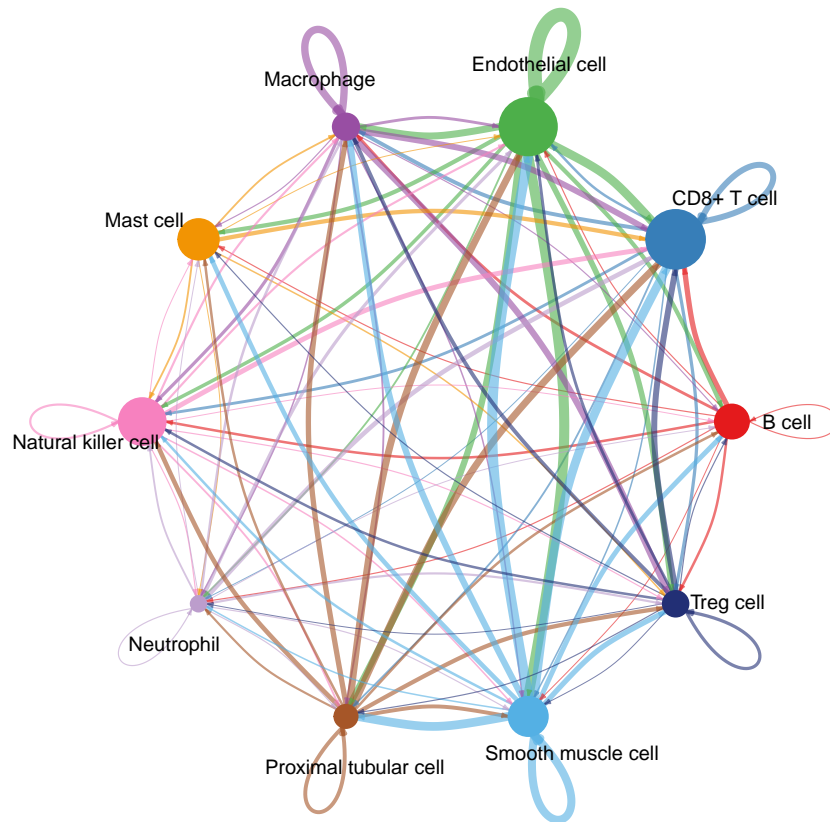 Endothelial cell
Macrophage
CD8+ T cell
Mast cell
B cell
Natural killer cell
Treg cell
Neutrophil
Smooth muscle cell
Proximal tubular cell